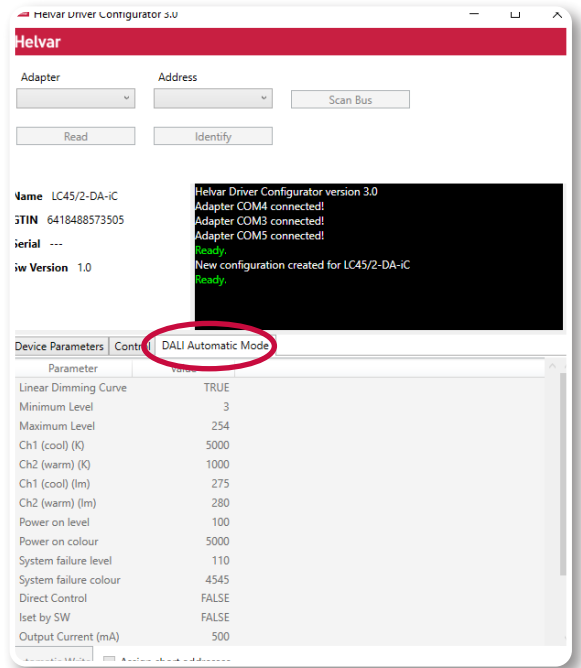 Helvar Driver Configurator 3.0
Helvar
Adapter Address
Scan Bus
Read Identify
Name LC45/2-DA-iC
GTIN 6418488573505
Serial ---
Sw Version 1.0
Helvar Driver Configurator version 3.0
Adapter COM4 connected!
Adapter COM3 connected!
Adapter COM5 connected!
Ready.
New configuration created for LC45/2-DA-iC
Ready.
Device Parameters Control DALI Automatic Mode
Parameter Value
Linear Dimming Curve TRUE
Minimum Level 3
Maximum Level 254
Ch1 (cool) (K) 5000
Ch2 (warm) (K) 1000
Ch1 (cool) (lm) 275
Ch2 (warm) (lm) 280
Power on level 100
Power on colour 5000
System failure level 110
System failure colour 4545
Direct Control FALSE
Iset by SW FALSE
Output Current (mA) 500
Automatic Write Assign short addresses